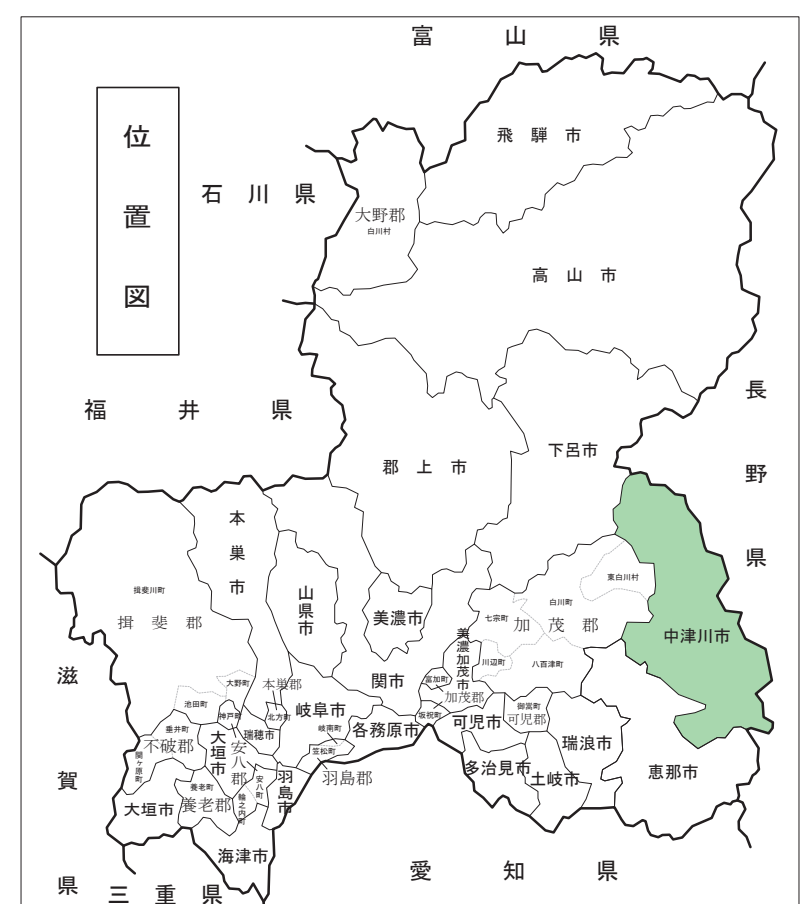 富山県
位置図
飛騨市
石川県
大野郡
白川村
高山市
福井県
長野県
郡上市
下呂市
本巣市
山県市
美濃市
揖斐川町
揖斐郡
七宗町
白川町
東白川村
加茂郡
中津川市
美濃加茂市
川辺町
八百津町
関市
富加町
加茂郡
坂祝町
滋賀県
大野町
本巣郡
池田町
神戸町
北方町
岐阜市
岐南町
各務原市
可児市
御嵩町
可児郡
瑞浪市
垂井町
不破郡
関ケ原町
大垣市
安八郡
瑞穂市
笠松町
羽島郡
羽島市
多治見市
土岐市
恵那市
養老町
養老郡
安八町
輪之内町
大垣市
海津市
愛知県
三重県